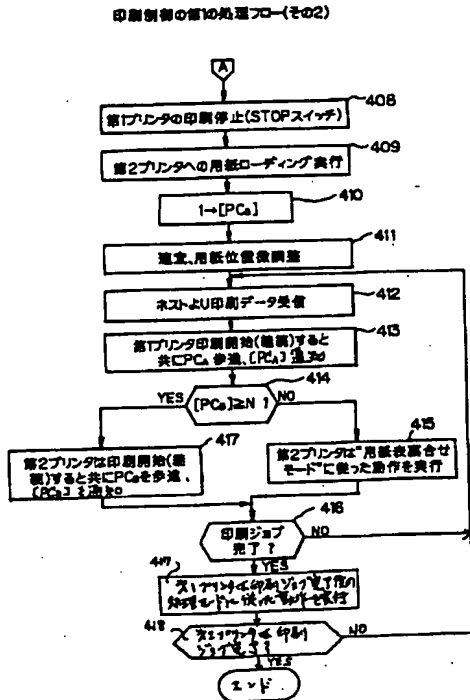 印刷制御の第1の処理フロー(その2)
A
408
第1プリンタの印刷停止(STOPスイッチ)
409
第2プリンタへの用紙ローディング実行
410
1→[PCB]
411
適宜、用紙位置微調整
412
ホストより印刷データ受信
413
第1プリンタ印刷開始(継続)すると
共にPCA歩進、[PCA]通知
414
[PCB]≧N ?
YES
NO
417
第2プリンタは印刷開始(継
続)すると共にPCBを歩進、
[PCB]を通知
415
第2プリンタは"用紙表裏合せ
モード"に従った動作を実行
416
印刷ジョブ
完了?
NO
YES
417
第1プリンタは印刷ジョブ完了後の
処理モードに従った動作を実行
418
第2プリンタは印刷
ジョブ完了?
NO
YES
エンド